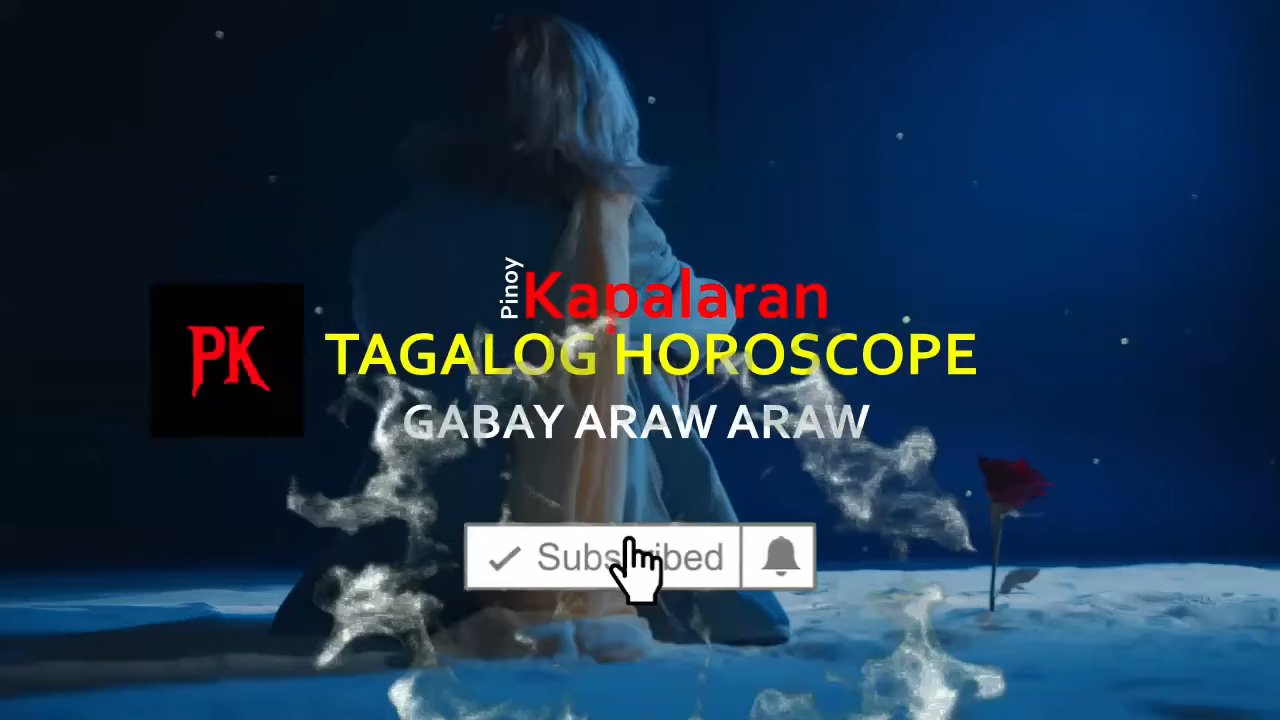 Pinoy
Kapalaran
PK
TAGALOG HOROSCOPE
GABAY ARAW ARAW
Subscribed